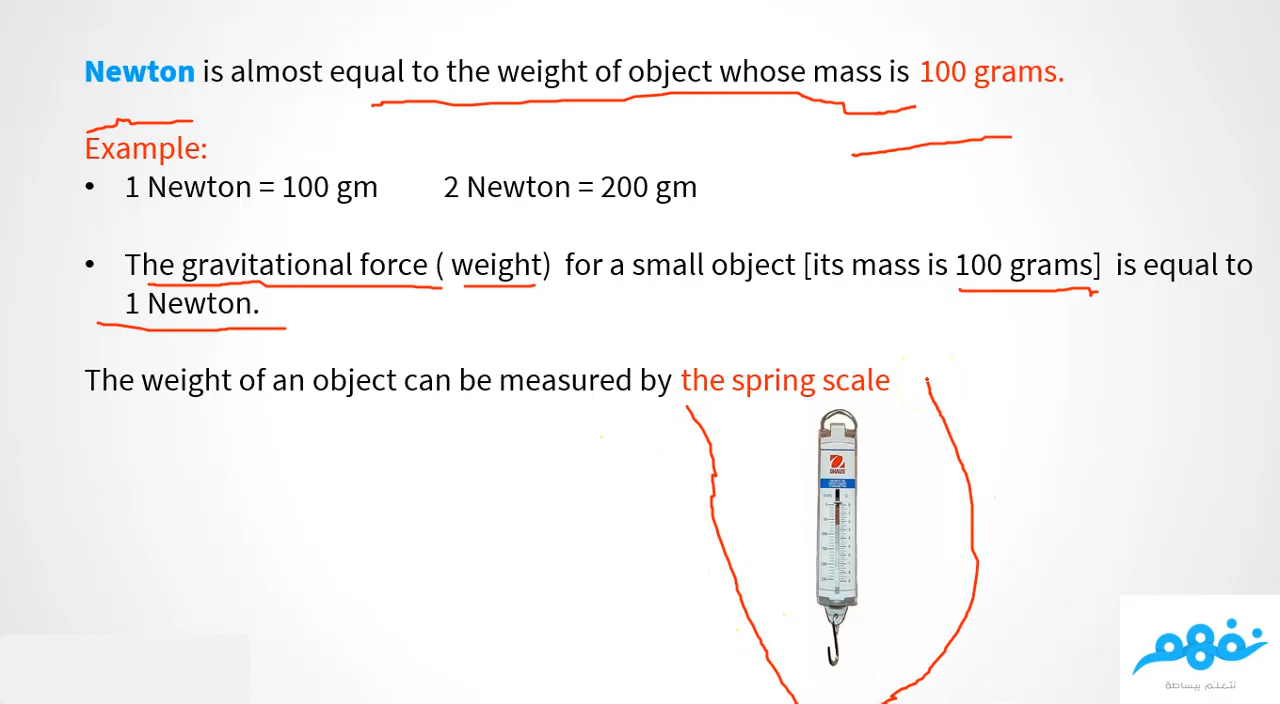 Newton is almost equal to the weight of object whose mass is 100 grams.
Example:
• 1 Newton = 100 gm 2 Newton = 200 gm
• The gravitational force ( weight) for a small object [its mass is 100 grams] is equal to
1 Newton.
The weight of an object can be measured by the spring scale
OHAUS
نفهم
نتعلم ببساطة